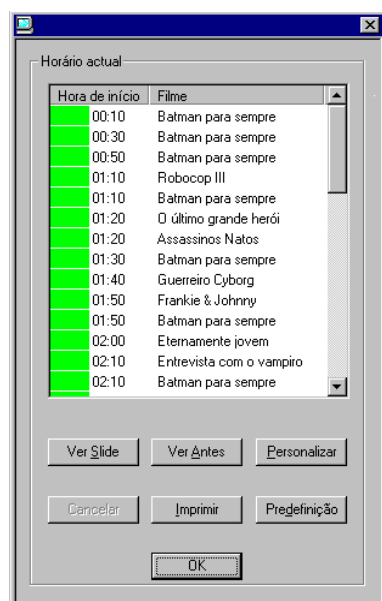 Horário actual
Hora de início Filme
00:10 Batman para sempre
00:30 Batman para sempre
00:50 Batman para sempre
01:10 Robocop III
01:10 Batman para sempre
01:20 O último grande herói
01:20 Assassinos Natos
01:30 Batman para sempre
01:40 Guerreiro Cyborg
01:50 Frankie & Johnny
01:50 Batman para sempre
02:00 Eternamente jovem
02:10 Entrevista com o vampiro
02:10 Batman para sempre
Ver Slide Ver Antes Personalizar
Cancelar Imprimir Predefinição
OK